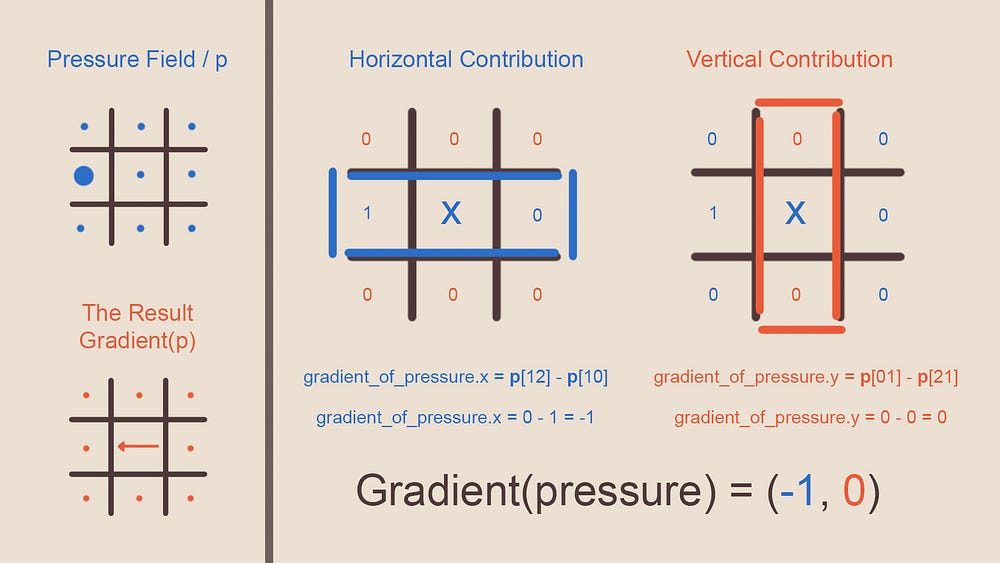 Pressure Field / p
The Result
Gradient(p)
Horizontal Contribution
0 0 0
1 X 0
0 0 0
gradient_of_pressure.x = p[12] - p[10]
gradient_of_pressure.x = 0 - 1 = -1
Vertical Contribution
0 0 0
1 X 0
0 0 0
gradient_of_pressure.y = p[01] - p[21]
gradient_of_pressure.y = 0 - 0 = 0
Gradient(pressure) = (-1, 0)